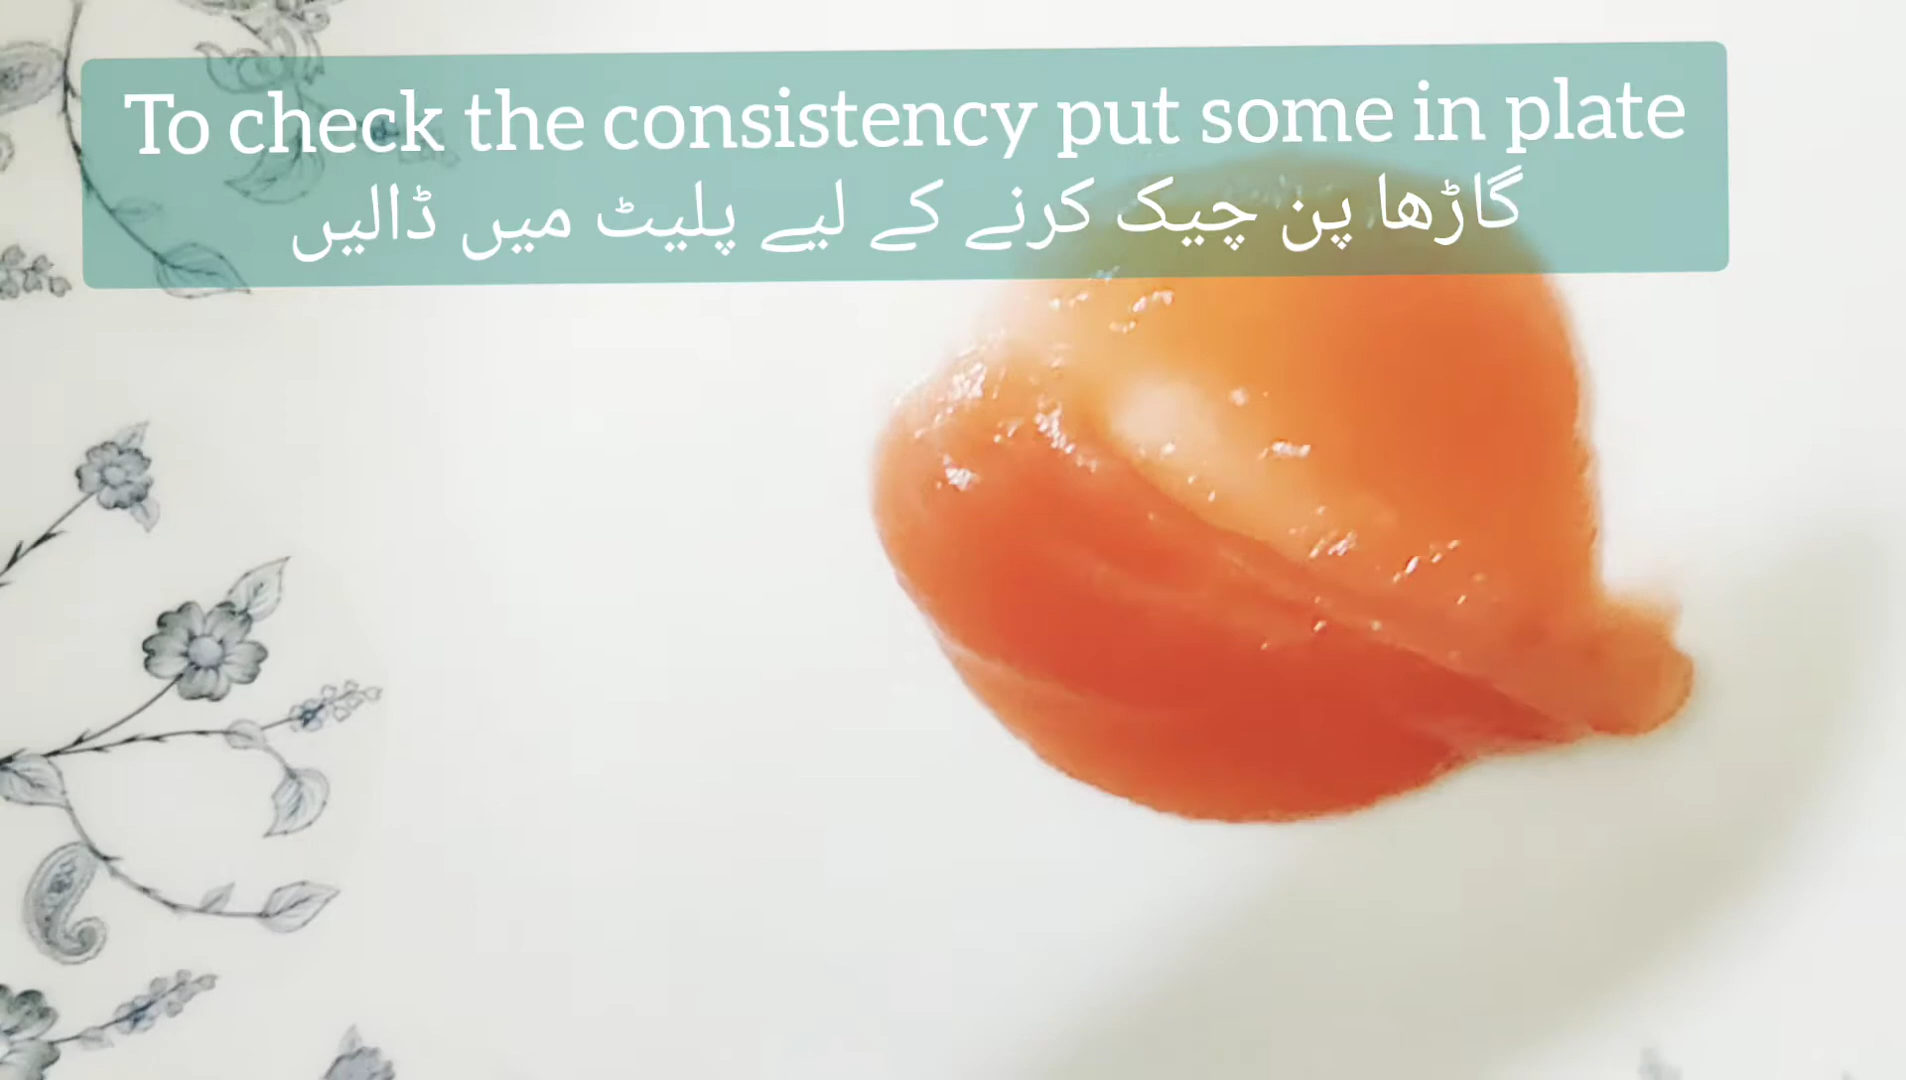 To check the consistency put some in plate
گاڑھا پن چیک کرنے کے لیے پلیٹ میں ڈالیں